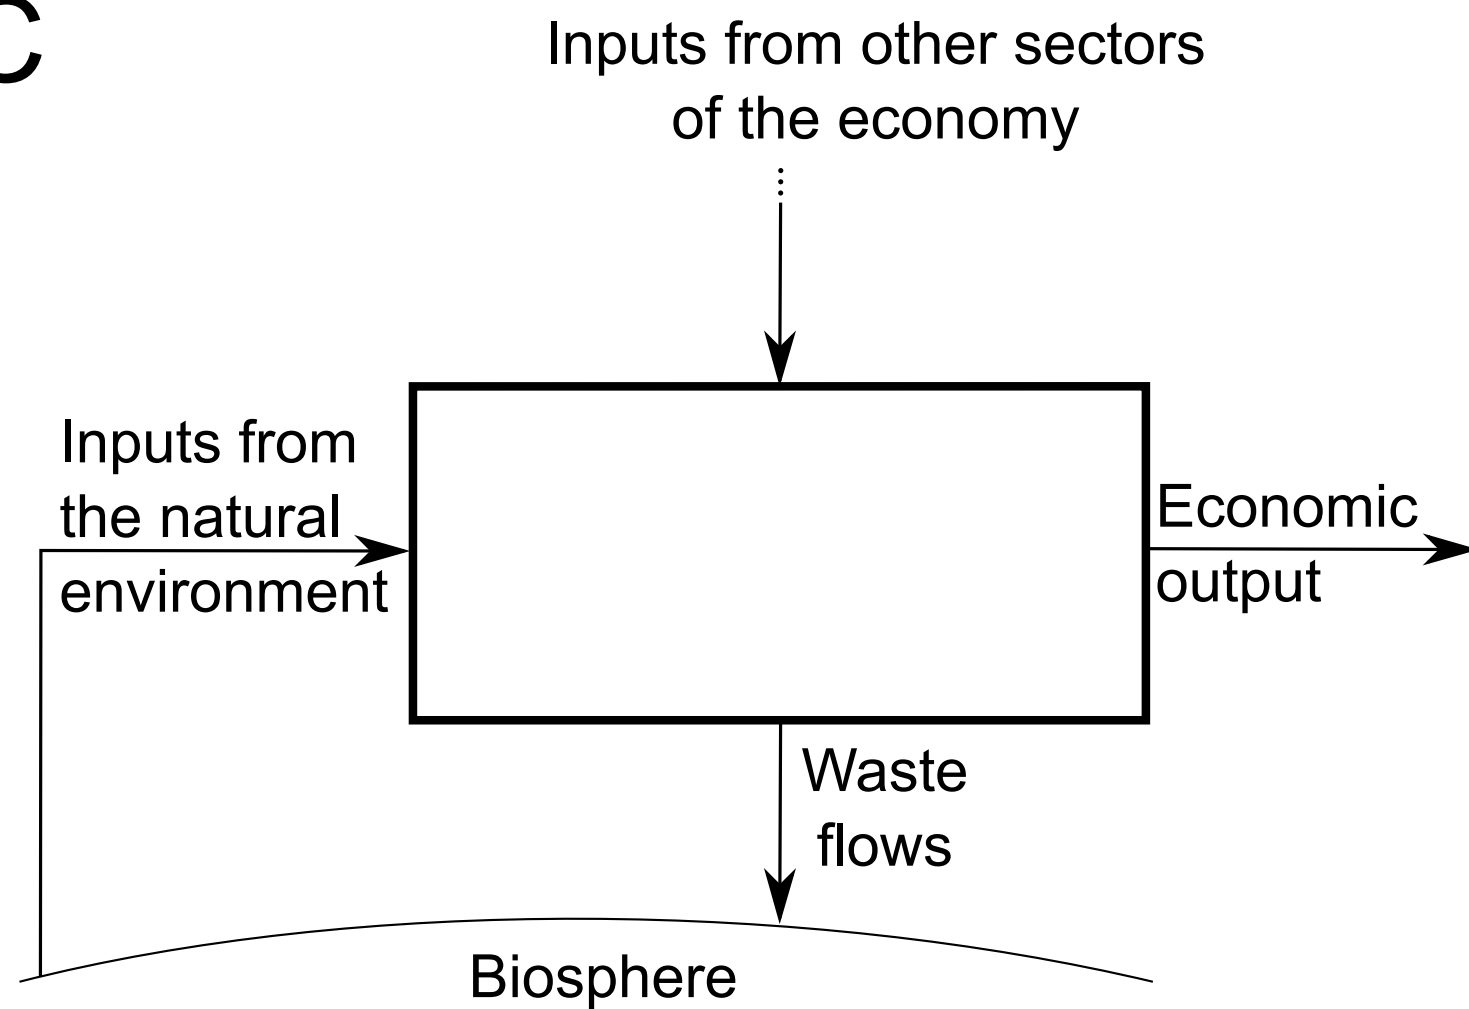 C
Inputs from other sectors
of the economy
Inputs from
the natural
environment
Economic
output
Waste
flows
Biosphere